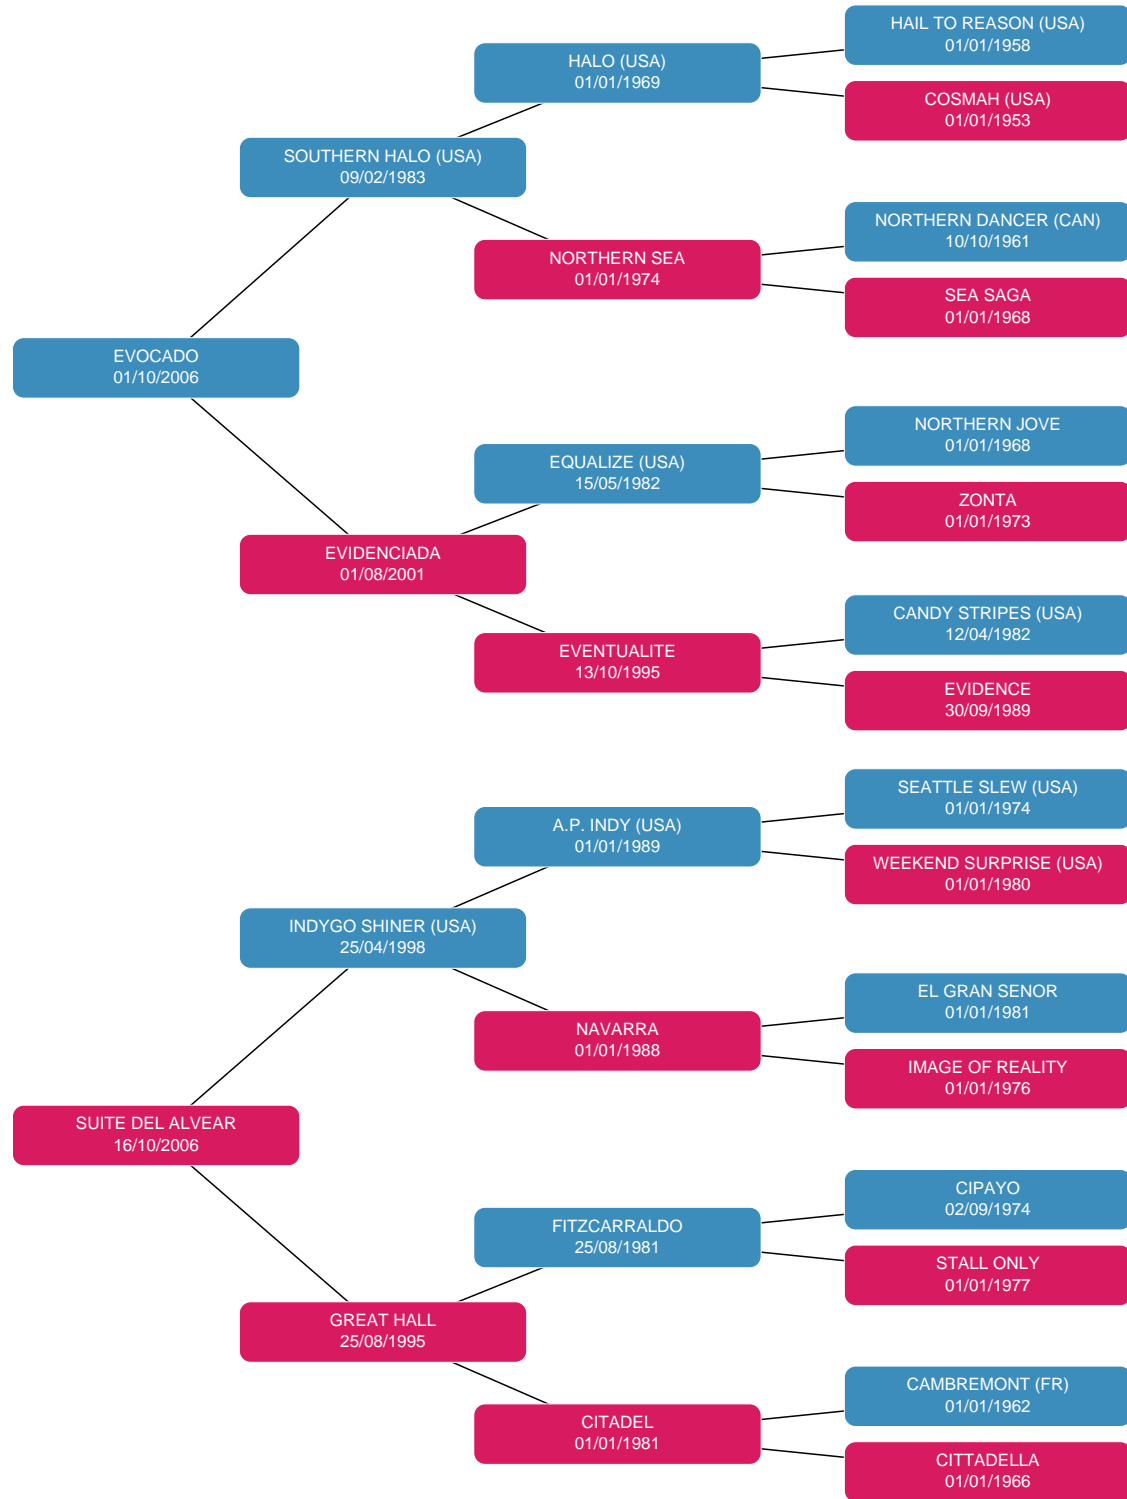 HAIL TO REASON (USA)
01/01/1958
HALO (USA)
01/01/1969
COSMAH (USA)
01/01/1953
SOUTHERN HALO (USA)
09/02/1983
NORTHERN DANCER (CAN)
10/10/1961
NORTHERN SEA
01/01/1974
SEA SAGA
01/01/1968
EVOCADO
01/10/2006
NORTHERN JOVE
01/01/1968
EQUALIZE (USA)
15/05/1982
ZONTA
01/01/1973
EVIDENCIADA
01/08/2001
CANDY STRIPES (USA)
12/04/1982
EVENTUALITE
13/10/1995
EVIDENCE
30/09/1989
SEATTLE SLEW (USA)
01/01/1974
A.P. INDY (USA)
01/01/1989
WEEKEND SURPRISE (USA)
01/01/1980
INDYGO SHINER (USA)
25/04/1998
EL GRAN SENOR
01/01/1981
NAVARRA
01/01/1988
IMAGE OF REALITY
01/01/1976
SUITE DEL ALVEAR
16/10/2006
CIPAYO
02/09/1974
FITZCARRALDO
25/08/1981
STALL ONLY
01/01/1977
GREAT HALL
25/08/1995
CAMBREMONT (FR)
01/01/1962
CITADEL
01/01/1981
CITTADELLA
01/01/1966